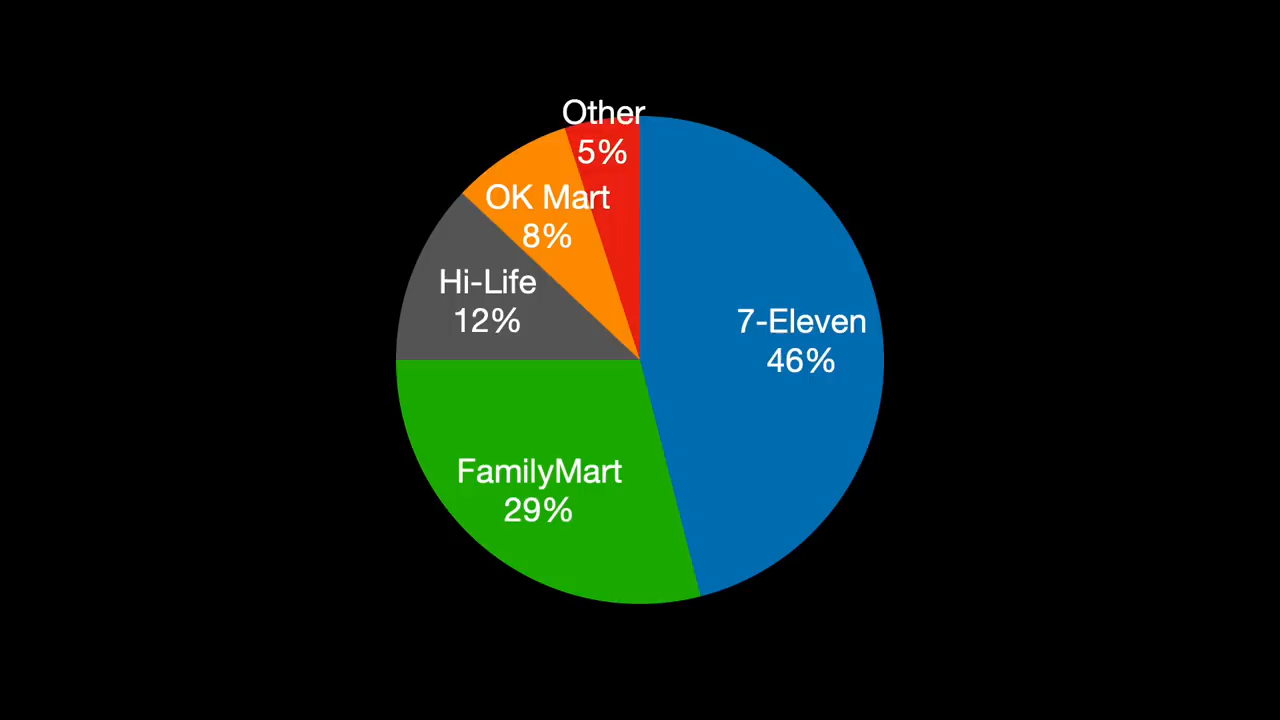 Other
5%
OK Mart
8%
Hi-Life
12%
7-Eleven
46%
FamilyMart
29%